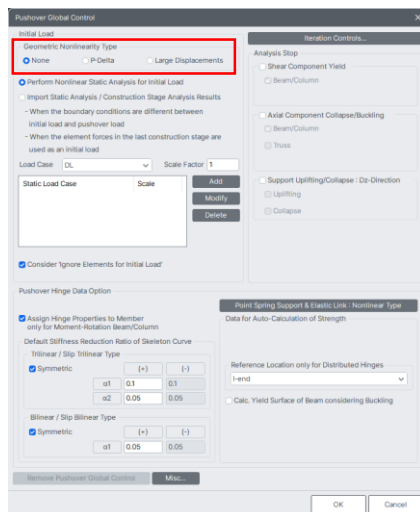 Pushover Global Control
Initial Load
Geometric Nonlinearity Type
None P-Delta Large Displacements
Perform Nonlinear Static Analysis for Initial Load
Import Static Analysis / Construction Stage Analysis Results
- When the boundary conditions are different between
initial load and pushover load
- When the element forces in the last construction stage are
used as an initial load
Load Case DL Scale Factor 1
Static Load Case Scale
Add
Modify
Delete
Consider 'Ignore Elements for Initial Load'
Iteration Controls...
Analysis Stop
Shear Component Yield
Beam/Column
Axial Component Collapse/Buckling
Beam/Column
Truss
Support Uplifting/Collapse : Dz-Direction
Uplifting
Collapse
Pushover Hinge Data Option
Assign Hinge Properties to Member
only for Moment-Rotation Beam/Column
Default Stiffness Reduction Ratio of Skeleton Curve
Trilinear / Slip Trilinear Type
Symmetric (+) (-)
α1 0.1 0.1
α2 0.05 0.05
Bilinear / Slip Bilinear Type
Symmetric (+) (-)
α1 0.05 0.05
Point Spring Support & Elastic Link : Nonlinear Type
Data for Auto-Calculation of Strength
Reference Location only for Distributed Hinges
I-end
Calc. Yield Surface of Beam considering Buckling
Remove Pushover Global Control Misc...
OK Cancel